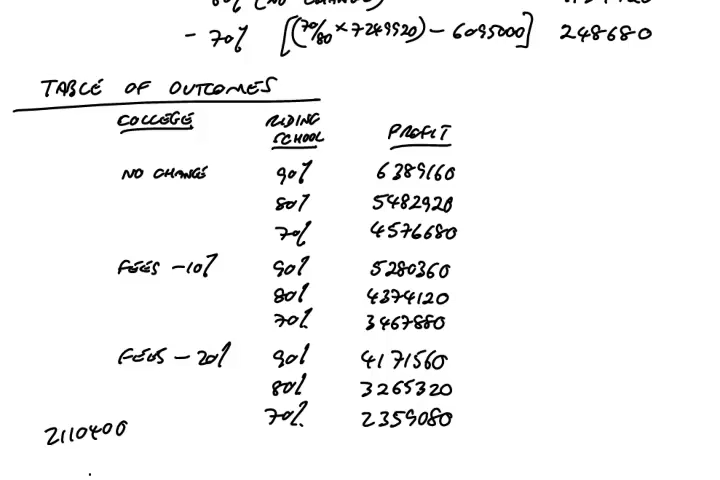 - 70% [(70/80 × 7249920) - 6095000] 248680
TABLE OF OUTCOMES
COLLEGE RIDING SCHOOL PROFIT
NO CHANGE 90% 6389160
80% 5482920
70% 4576680
FEES -10% 90% 5280360
80% 4374120
70% 3467880
FEES - 20% 90% 4171560
80% 3265320
70% 2359080
2110400